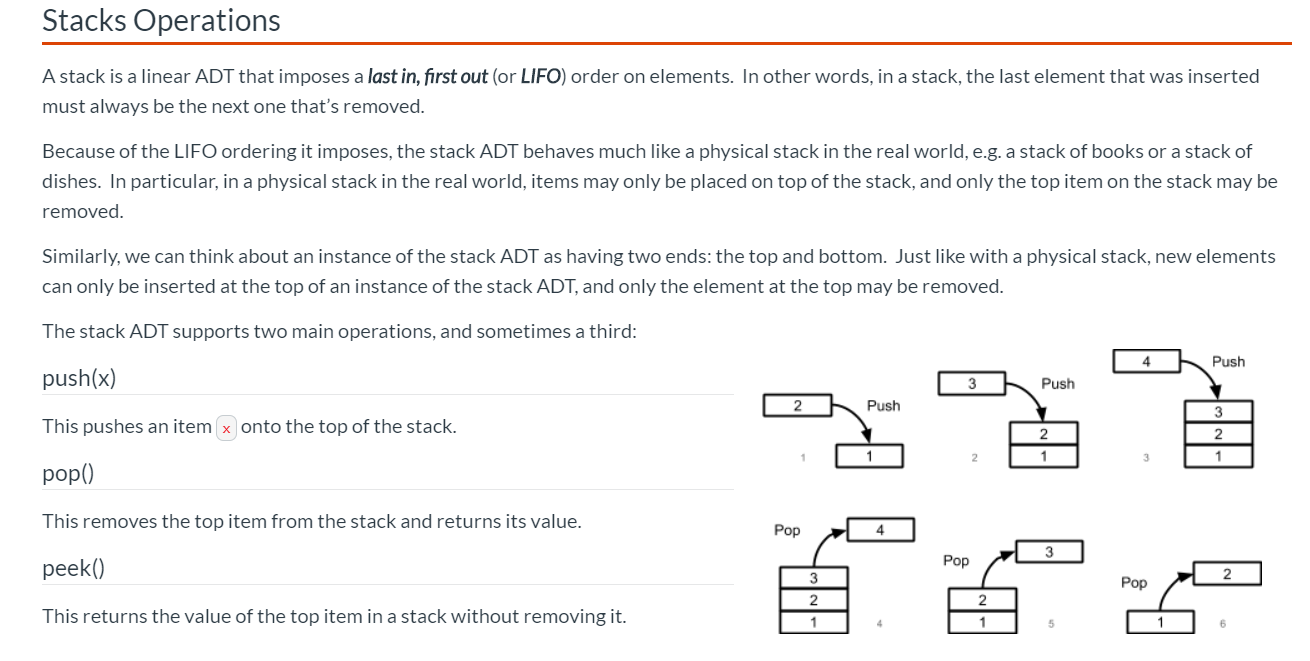 Stacks Operations
A stack is a linear ADT that imposes a last in, first out (or LIFO) order on elements.  In other words, in a stack, the last element that was inserted
must always be the next one that’s removed.
Because of the LIFO ordering it imposes, the stack ADT behaves much like a physical stack in the real world, e.g. a stack of books or a stack of
dishes.  In particular, in a physical stack in the real world, items may only be placed on top of the stack, and only the top item on the stack may be
removed.
Similarly, we can think about an instance of the stack ADT as having two ends: the top and bottom.  Just like with a physical stack, new elements
can only be inserted at the top of an instance of the stack ADT, and only the element at the top may be removed.
The stack ADT supports two main operations, and sometimes a third:
push(x)
This pushes an item x onto the top of the stack.
pop()
This removes the top item from the stack and returns its value.
peek()
This returns the value of the top item in a stack without removing it.
2
Push
1
1
3
Push
2
1
2
4
Push
3
2
1
3
Pop
4
3
2
1
4
Pop
3
2
1
5
Pop
2
1
6